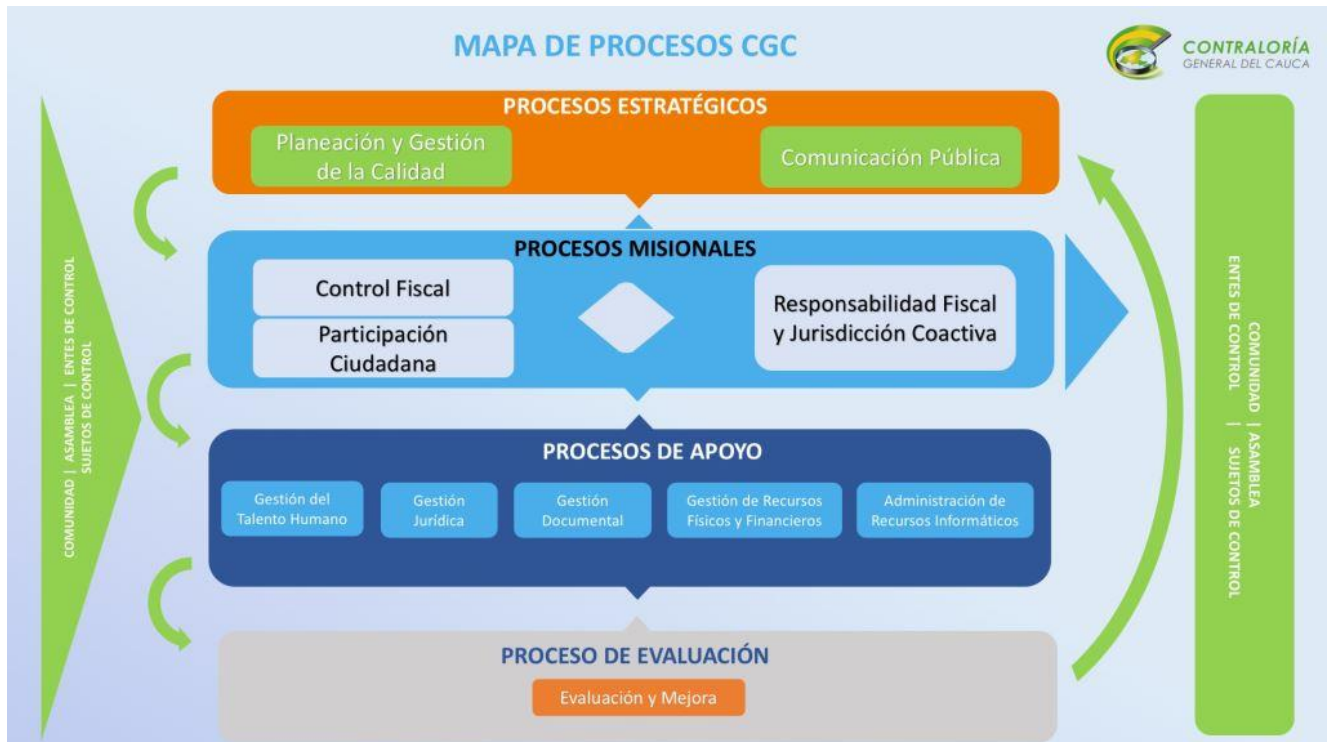 MAPA DE PROCESOS CGC
CONTRALORÍA
GENERAL DEL CAUCA
COMUNIDAD | ASAMBLEA | ENTES DE CONTROL
SUJETOS DE CONTROL
PROCESOS ESTRATÉGICOS
Planeación y Gestión
de la Calidad
Comunicación Pública
PROCESOS MISIONALES
Control Fiscal
Participación
Ciudadana
Responsabilidad Fiscal
y Jurisdicción Coactiva
PROCESOS DE APOYO
Gestión del
Talento Humano
Gestión
Jurídica
Gestión
Documental
Gestión de Recursos
Físicos y Financieros
Administración de
Recursos Informáticos
PROCESO DE EVALUACIÓN
Evaluación y Mejora
COMUNIDAD | ASAMBLEA
ENTES DE CONTROL | SUJETOS DE CONTROL